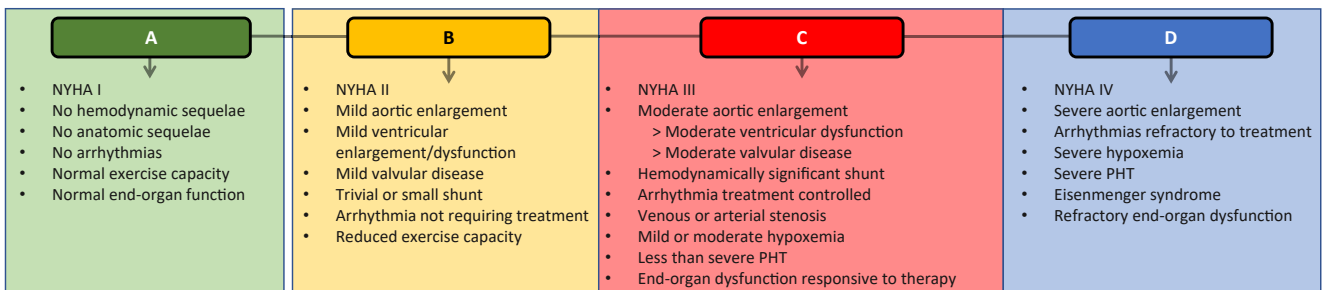 A
• NYHA I
• No hemodynamic sequelae
• No anatomic sequelae
• No arrhythmias
• Normal exercise capacity
• Normal end-organ function
B
• NYHA II
• Mild aortic enlargement
• Mild ventricular
enlargement/dysfunction
• Mild valvular disease
• Trivial or small shunt
• Arrhythmia not requiring treatment
• Reduced exercise capacity
C
• NYHA III
• Moderate aortic enlargement
> Moderate ventricular dysfunction
> Moderate valvular disease
• Hemodynamically significant shunt
• Arrhythmia treatment controlled
• Venous or arterial stenosis
• Mild or moderate hypoxemia
• Less than severe PHT
• End-organ dysfunction responsive to therapy
D
• NYHA IV
• Severe aortic enlargement
• Arrhythmias refractory to treatment
• Severe hypoxemia
• Severe PHT
• Eisenmenger syndrome
• Refractory end-organ dysfunction